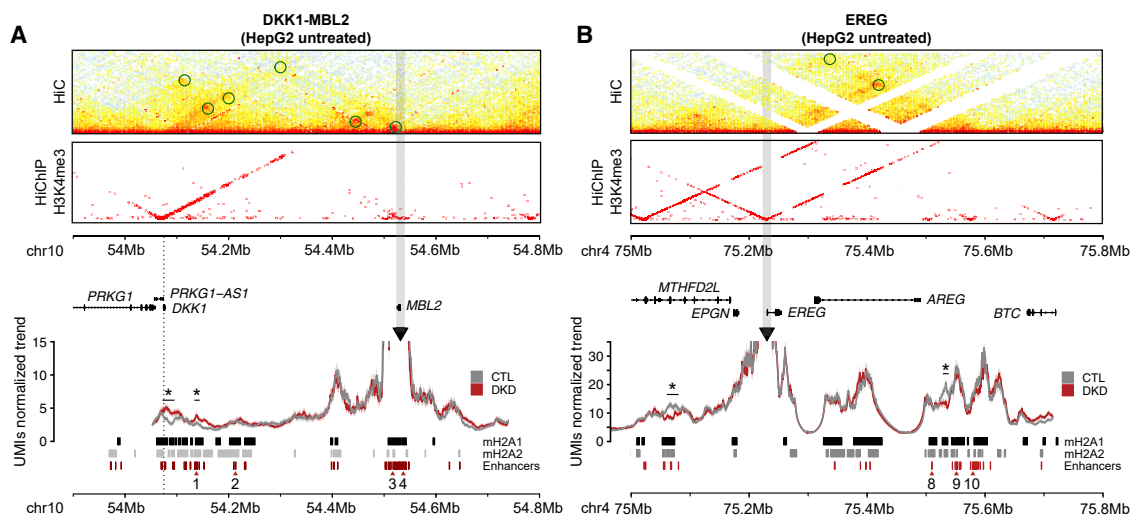 A
DKK1-MBL2
(HepG2 untreated)
HiC
HiChIP
H3K4me3
chr10 54Mb 54.2Mb 54.4Mb 54.6Mb 54.8Mb
PRKG1 PRKG1-AS1
DKK1
MBL2
UMIs normalized trend
15
10
5
0
* *
CTL
DKD
mH2A1
mH2A2
Enhancers
1 2 3 4
chr10 54Mb 54.2Mb 54.4Mb 54.6Mb 54.8Mb
B
EREG
(HepG2 untreated)
HiC
HiChIP
H3K4me3
chr4 75Mb 75.2Mb 75.4Mb 75.6Mb 75.8Mb
MTHFD2L AREG
EPGN EREG BTC
UMIs normalized trend
30
20
10
0
* *
CTL
DKD
mH2A1
mH2A2
Enhancers
8 9 10
chr4 75Mb 75.2Mb 75.4Mb 75.6Mb 75.8Mb